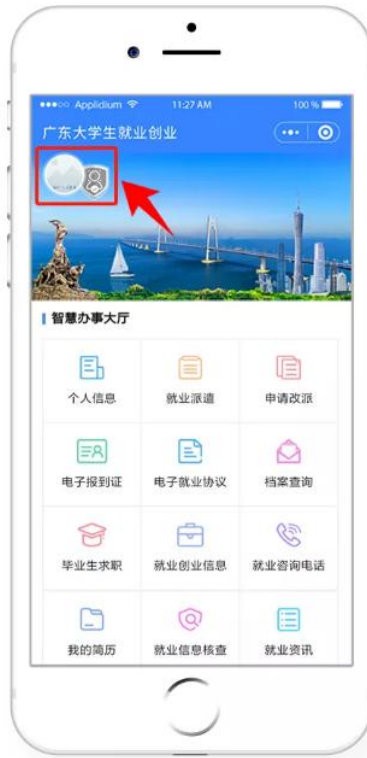 ●●●○○ Applidium 11:27 AM 100 %
广东大学生就业创业
智慧办事大厅
个人信息 就业派遣 申请改派
电子报到证 电子就业协议 档案查询
毕业生求职 就业创业信息 就业咨询电话
我的简历 就业信息核查 就业资讯